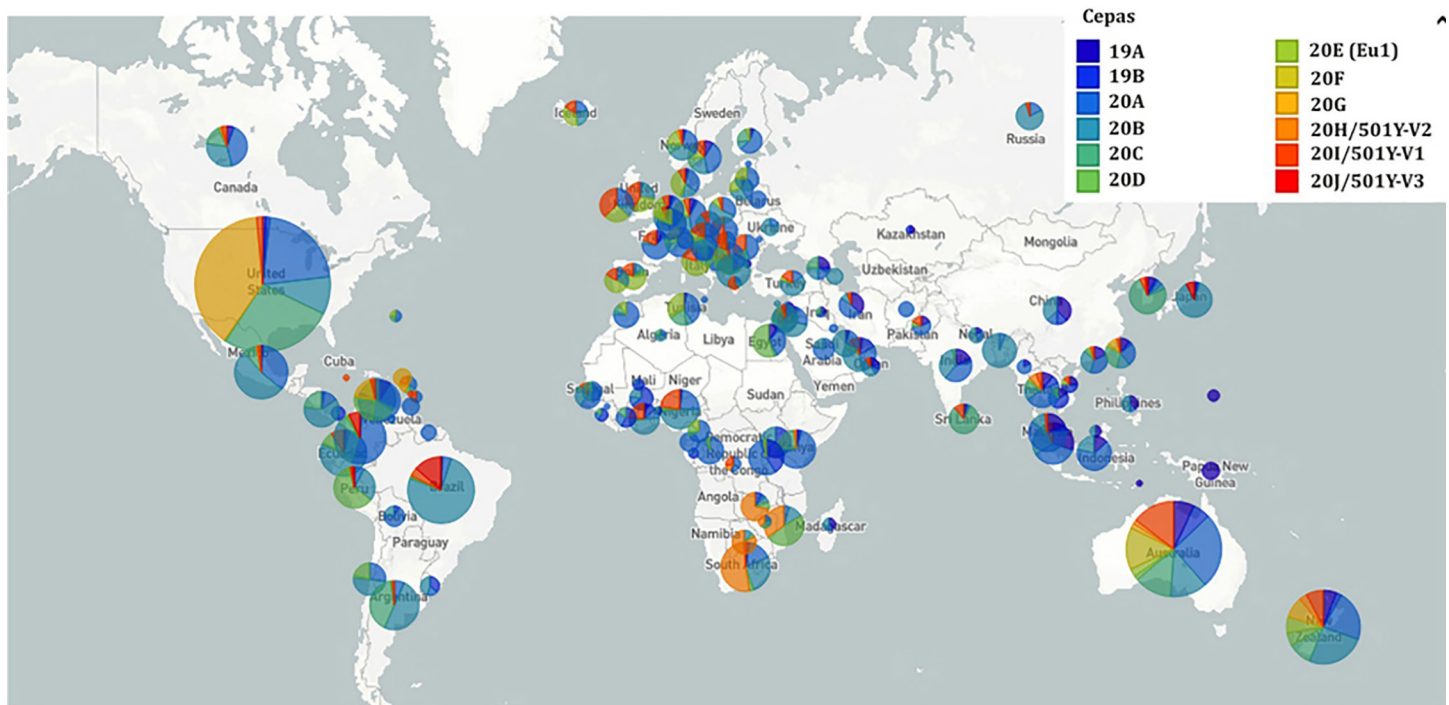 Cepas
19A
19B
20A
20B
20C
20D
20E (Eu1)
20F
20G
20H/501Y-V2
20I/501Y-V1
20J/501Y-V3
Iceland
Sweden
Norway
Russia
Canada
United
Kingdom
Belarus
Ukraine
Kazakhstan
Mongolia
United
States
Spain
Italy
Uzbekistan
Turkey
China
Japan
Tunisia
Iraq
Iran
Algeria
Libya
Egypt
Pakistan
Nepal
Mexico
Cuba
Saudi
Arabia
Oman
India
Senegal
Mali
Niger
Sudan
Yemen
Philippines
Venezuela
Nigeria
Sri Lanka
Ecuador
Democratic
Republic of
the Congo
Kenya
Indonesia
Papua New
Guinea
Peru
Brazil
Angola
Bolivia
Madagascar
Namibia
Paraguay
Australia
South Africa
Argentina
New
Zealand